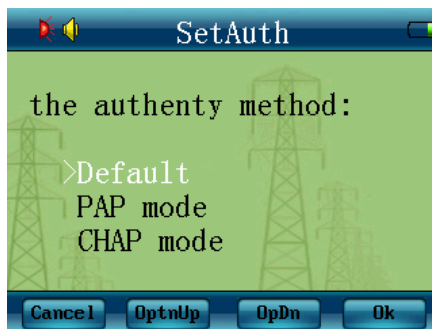 SetAuth
the authenty method:
>Default
PAP mode
CHAP mode
Cancel OptnUp OpDn Ok